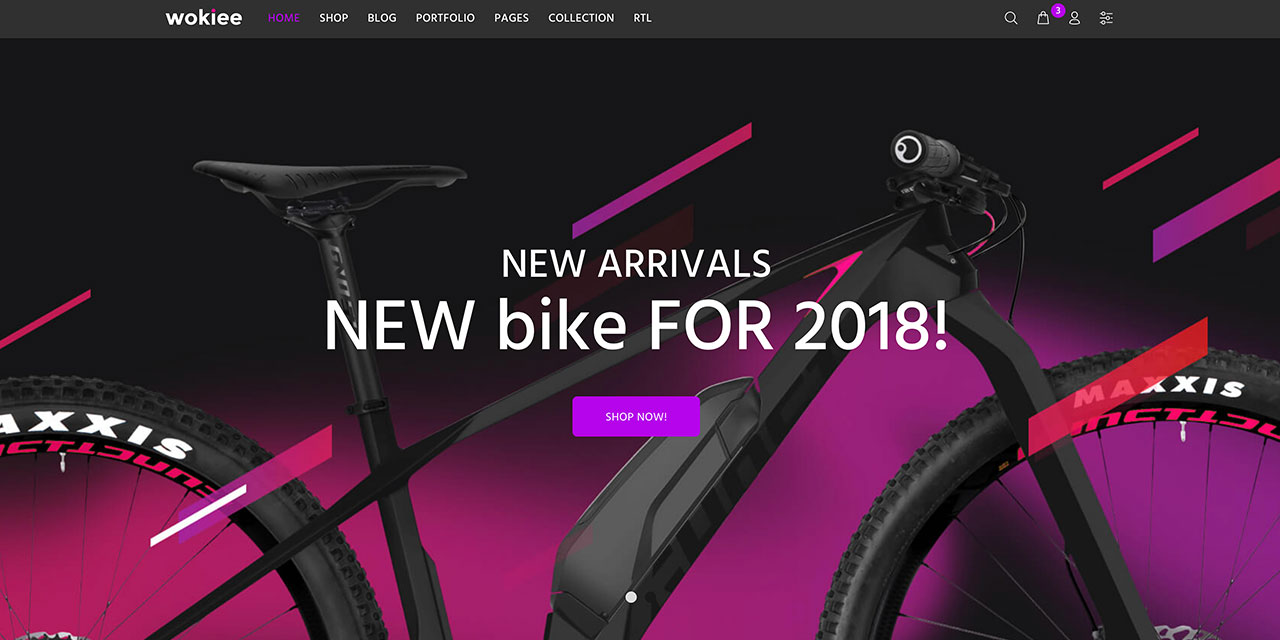 wokiee HOME SHOP BLOG PORTFOLIO PAGES COLLECTION RTL 3
NEW ARRIVALS
NEW bike FOR 2018!
SHOP NOW!
MAXXIS
MAXXIS